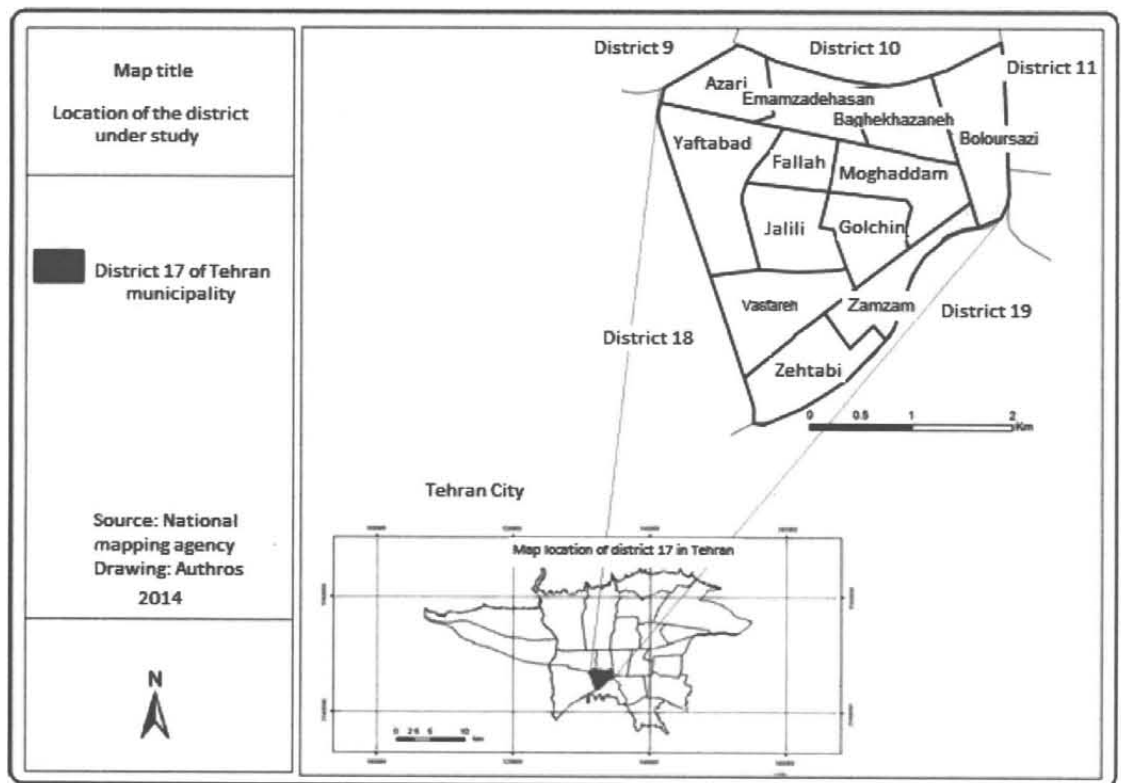 Map title
Location of the district
under study
District 17 of Tehran
municipality
Source: National
mapping agency
Drawing: Authros
2014
N
District 9
District 10
District 11
Azari
Emamzadehasan
Baghekhazaneh
Boloursazi
Yaftabad
Fallah
Moghaddam
Jalili
Golchin
Vasfareh
Zamzam
District 19
District 18
Zehtabi
0 0.5 1 2
Km
Tehran City
Map location of district 17 in Tehran